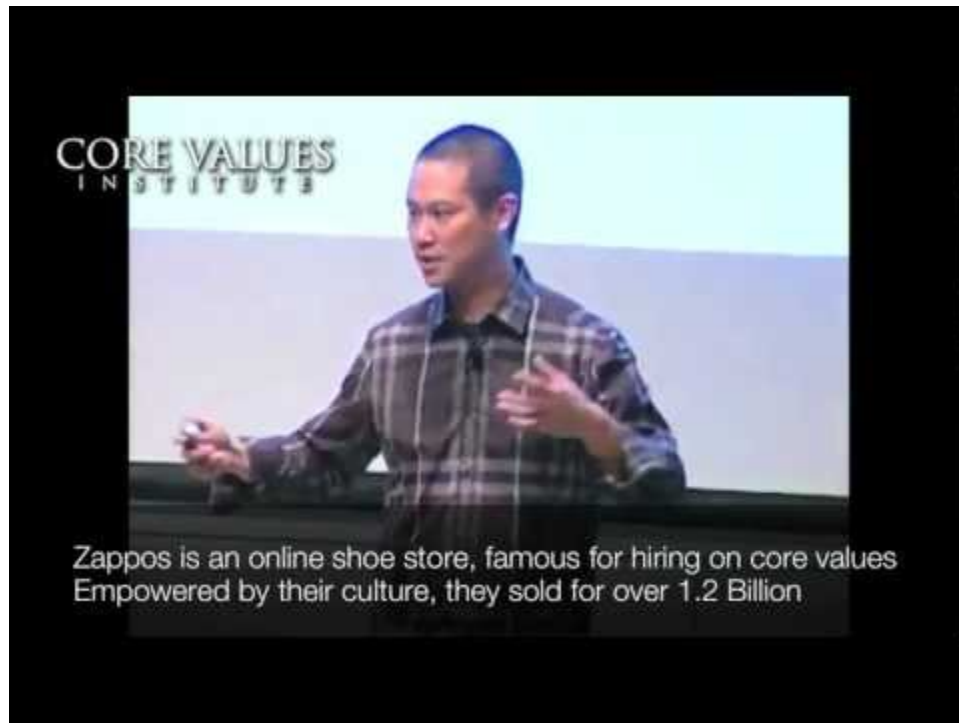 CORE VALUES
INSTITUTE
Zappos is an online shoe store, famous for hiring on core values
Empowered by their culture, they sold for over 1.2 Billion